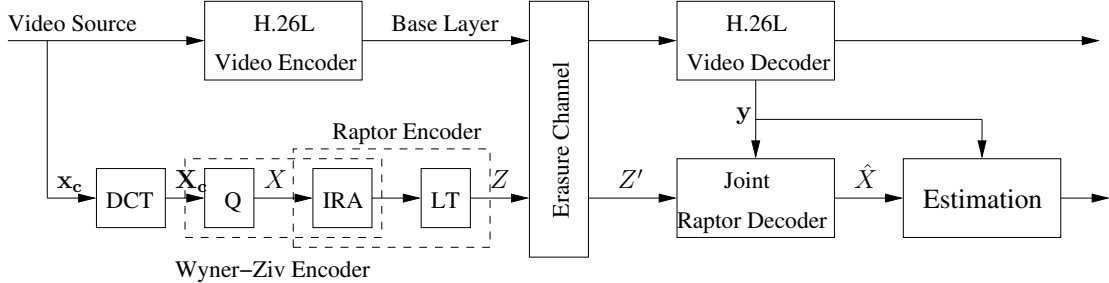 Video Source
H.26L
Video Encoder
Base Layer
Erasure Channel
H.26L
Video Decoder
y
Raptor Encoder
x_c
DCT
X_c
Q
X
IRA
LT
Z
Z′
Joint
Raptor Decoder
X̂
Estimation
Wyner–Ziv Encoder